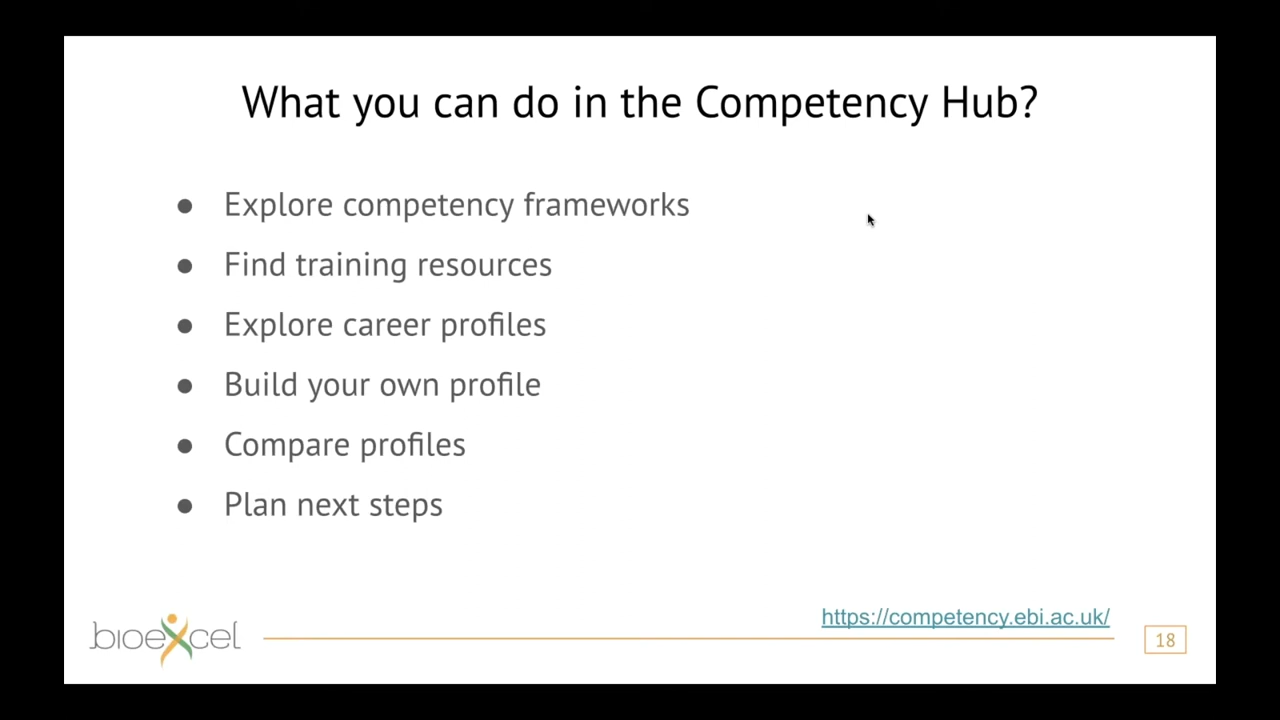 What you can do in the Competency Hub?
● Explore competency frameworks
● Find training resources
● Explore career profiles
● Build your own profile
● Compare profiles
● Plan next steps
https://competency.ebi.ac.uk/
bioexcel
18